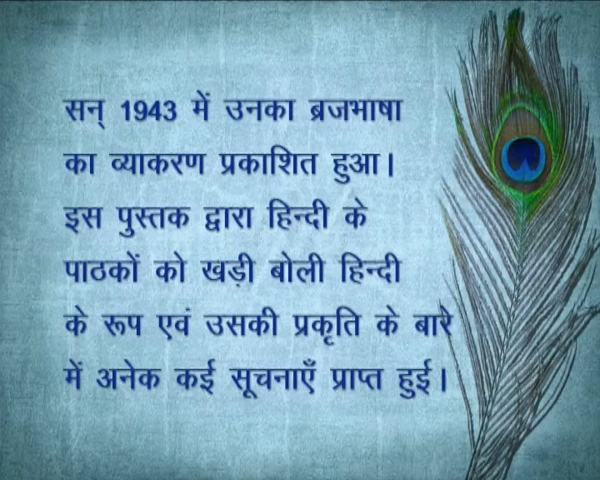 सन् 1943 में उनका ब्रजभाषा
का व्याकरण प्रकाशित हुआ।
इस पुस्तक द्वारा हिन्दी के
पाठकों को खड़ी बोली हिन्दी
के रूप एवं उसकी प्रकृति के बारे
में अनेक कई सूचनाएँ प्राप्त हुई।